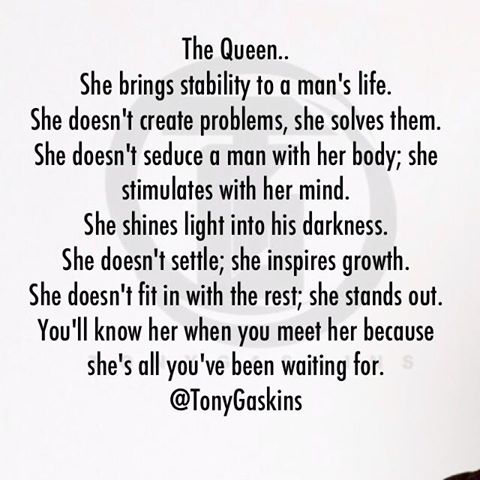 The Queen..
She brings stability to a man's life.
She doesn't create problems, she solves them.
She doesn't seduce a man with her body; she
stimulates with her mind.
She shines light into his darkness.
She doesn't settle; she inspires growth.
She doesn't fit in with the rest; she stands out.
You'll know her when you meet her because
she's all you've been waiting for.
@TonyGaskins